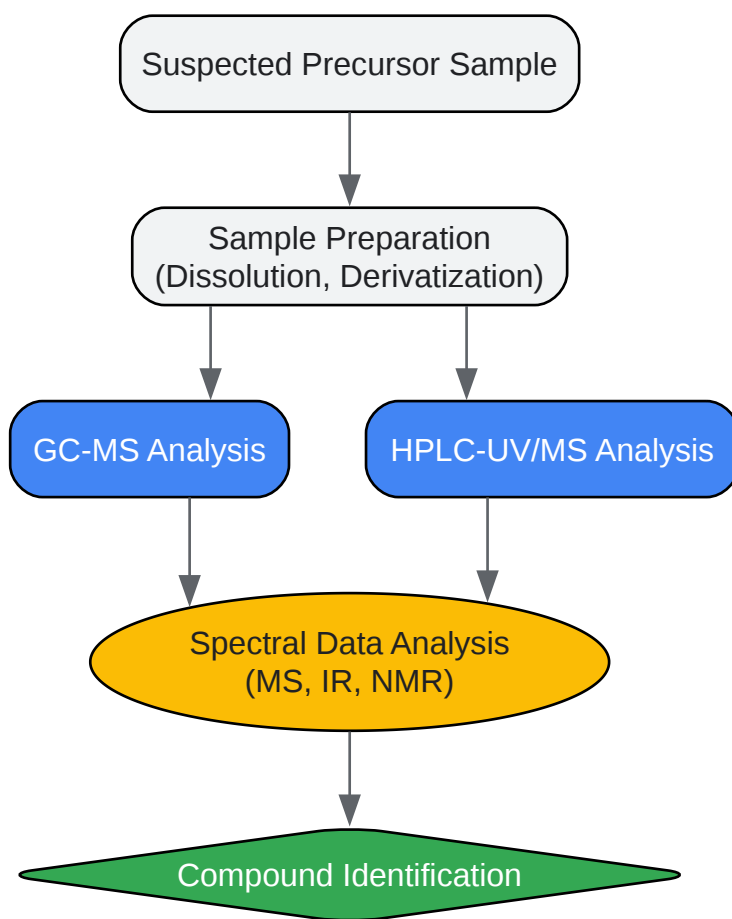 Suspected Precursor Sample
Sample Preparation
(Dissolution, Derivatization)
GC-MS Analysis
HPLC-UV/MS Analysis
Spectral Data Analysis
(MS, IR, NMR)
Compound Identification